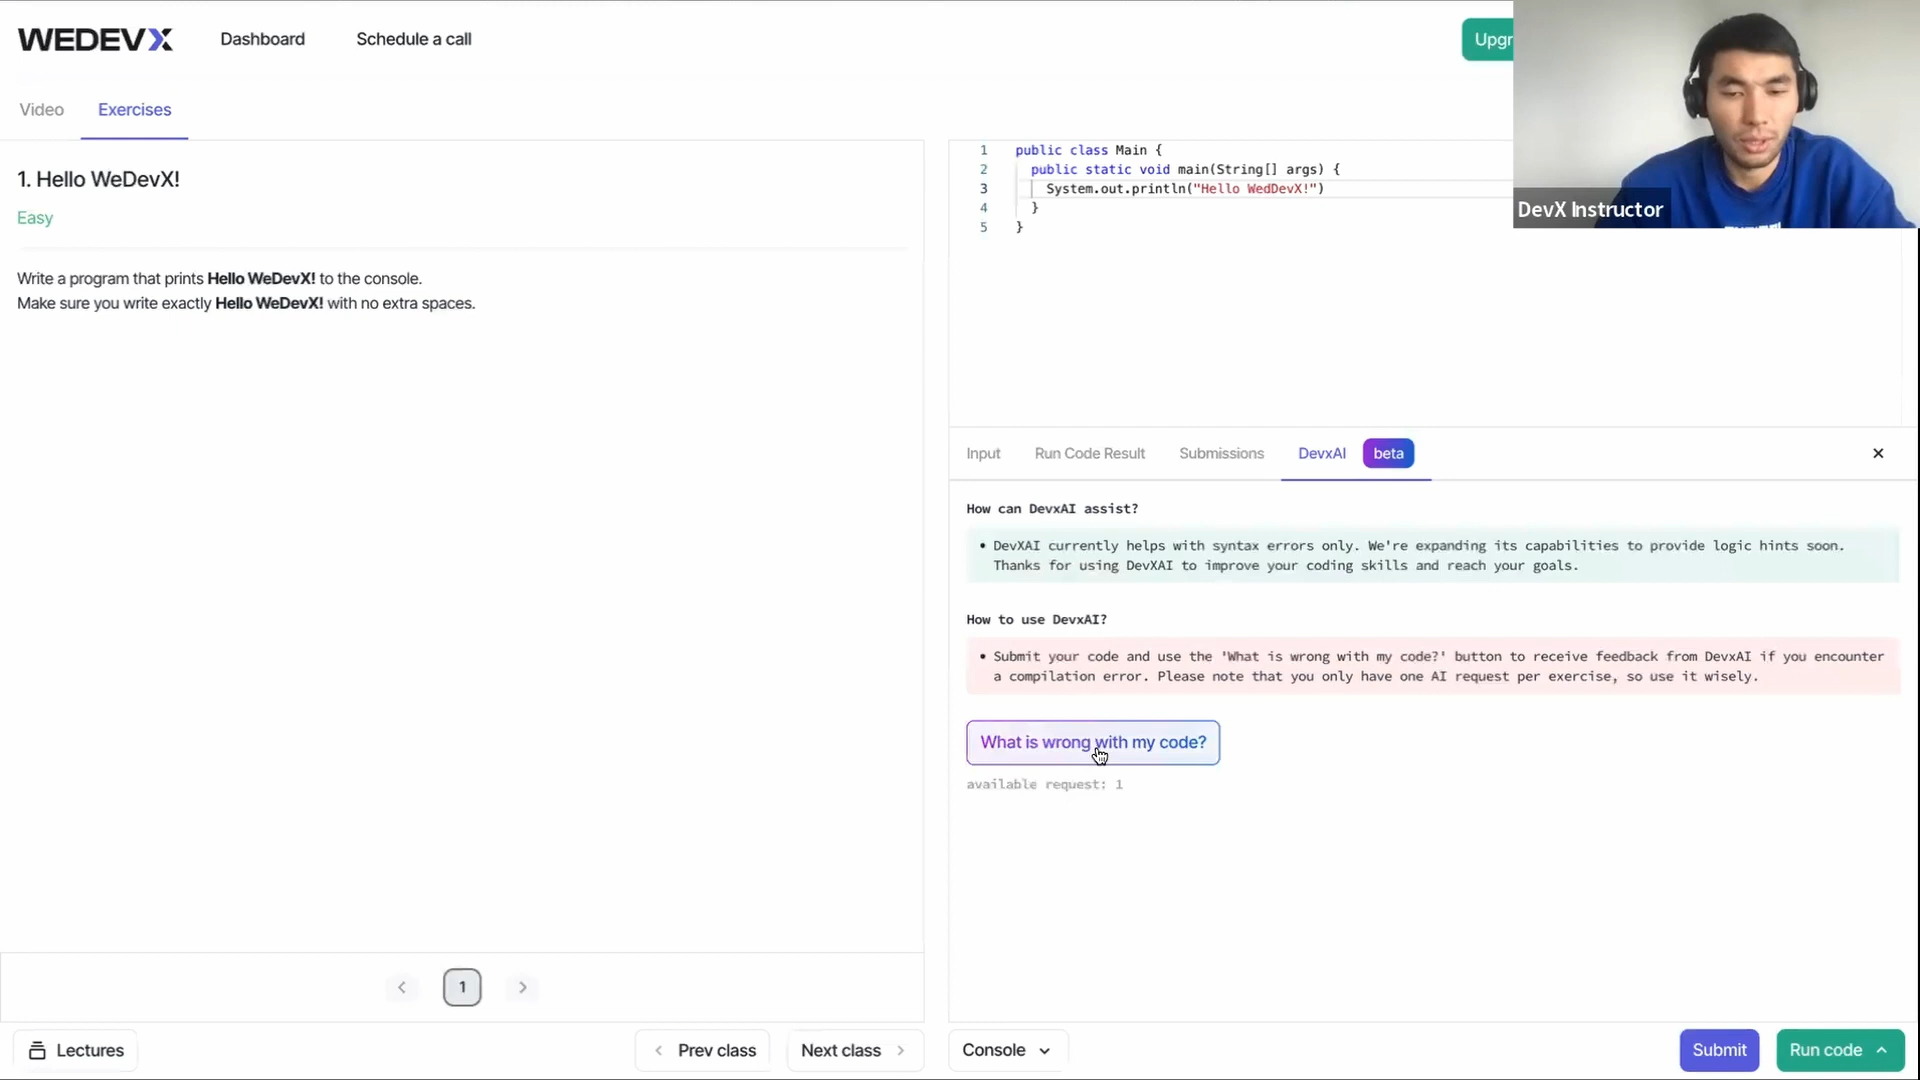 WEDEVX
Dashboard
Schedule a call
Upgr
Video
Exercises
1. Hello WeDevX!
Easy
Write a program that prints Hello WeDevX! to the console.
Make sure you write exactly Hello WeDevX! with no extra spaces.
1 public class Main {
2 public static void main(String[] args) {
3 System.out.println("Hello WedDevX!")
4 }
5 }
DevX Instructor
Input
Run Code Result
Submissions
DevxAI
beta
How can DevxAI assist?
• DevXAI currently helps with syntax errors only. We're expanding its capabilities to provide logic hints soon.
Thanks for using DevXAI to improve your coding skills and reach your goals.
How to use DevxAI?
• Submit your code and use the 'What is wrong with my code?' button to receive feedback from DevxAI if you encounter
a compilation error. Please note that you only have one AI request per exercise, so use it wisely.
What is wrong with my code?
available request: 1
1
Lectures
Prev class
Next class
Console
Submit
Run code